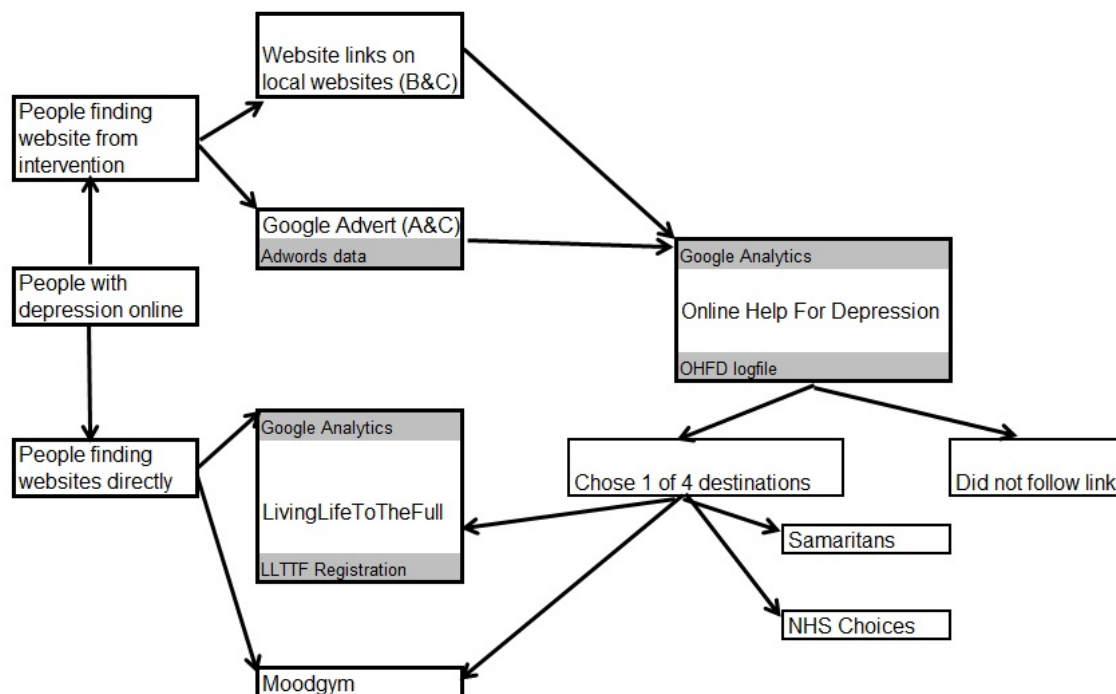 Website links on
local websites (B&C)
People finding
website from
intervention
Google Advert (A&C)
Adwords data
People with
depression online
Google Analytics
Online Help For Depression
OHFD logfile
People finding
websites directly
Google Analytics
LivingLifeToTheFull
LLTTF Registration
Chose 1 of 4 destinations
Did not follow link
Samaritans
NHS Choices
Moodgym